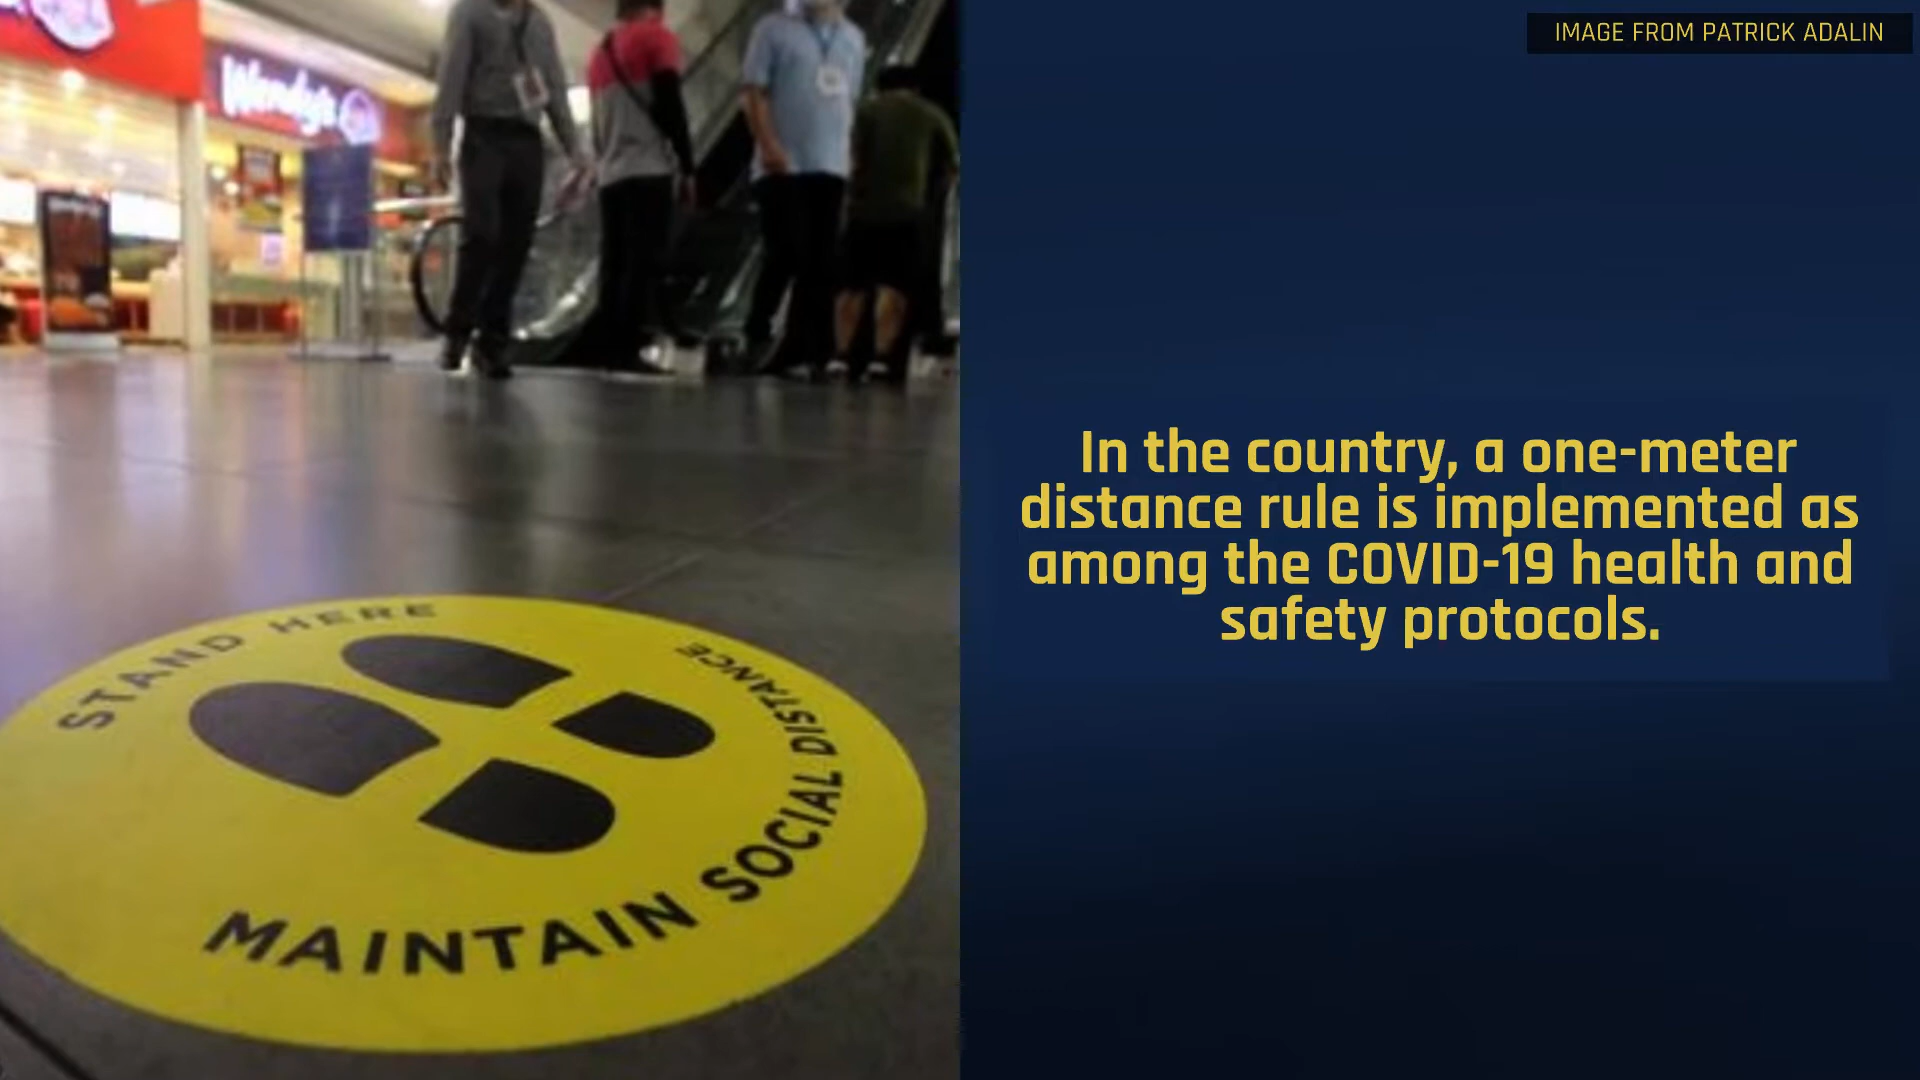 Wendy's
STAND HERE
MAINTAIN SOCIAL DISTANCE
IMAGE FROM PATRICK ADALIN
In the country, a one-meter
distance rule is implemented as
among the COVID-19 health and
safety protocols.